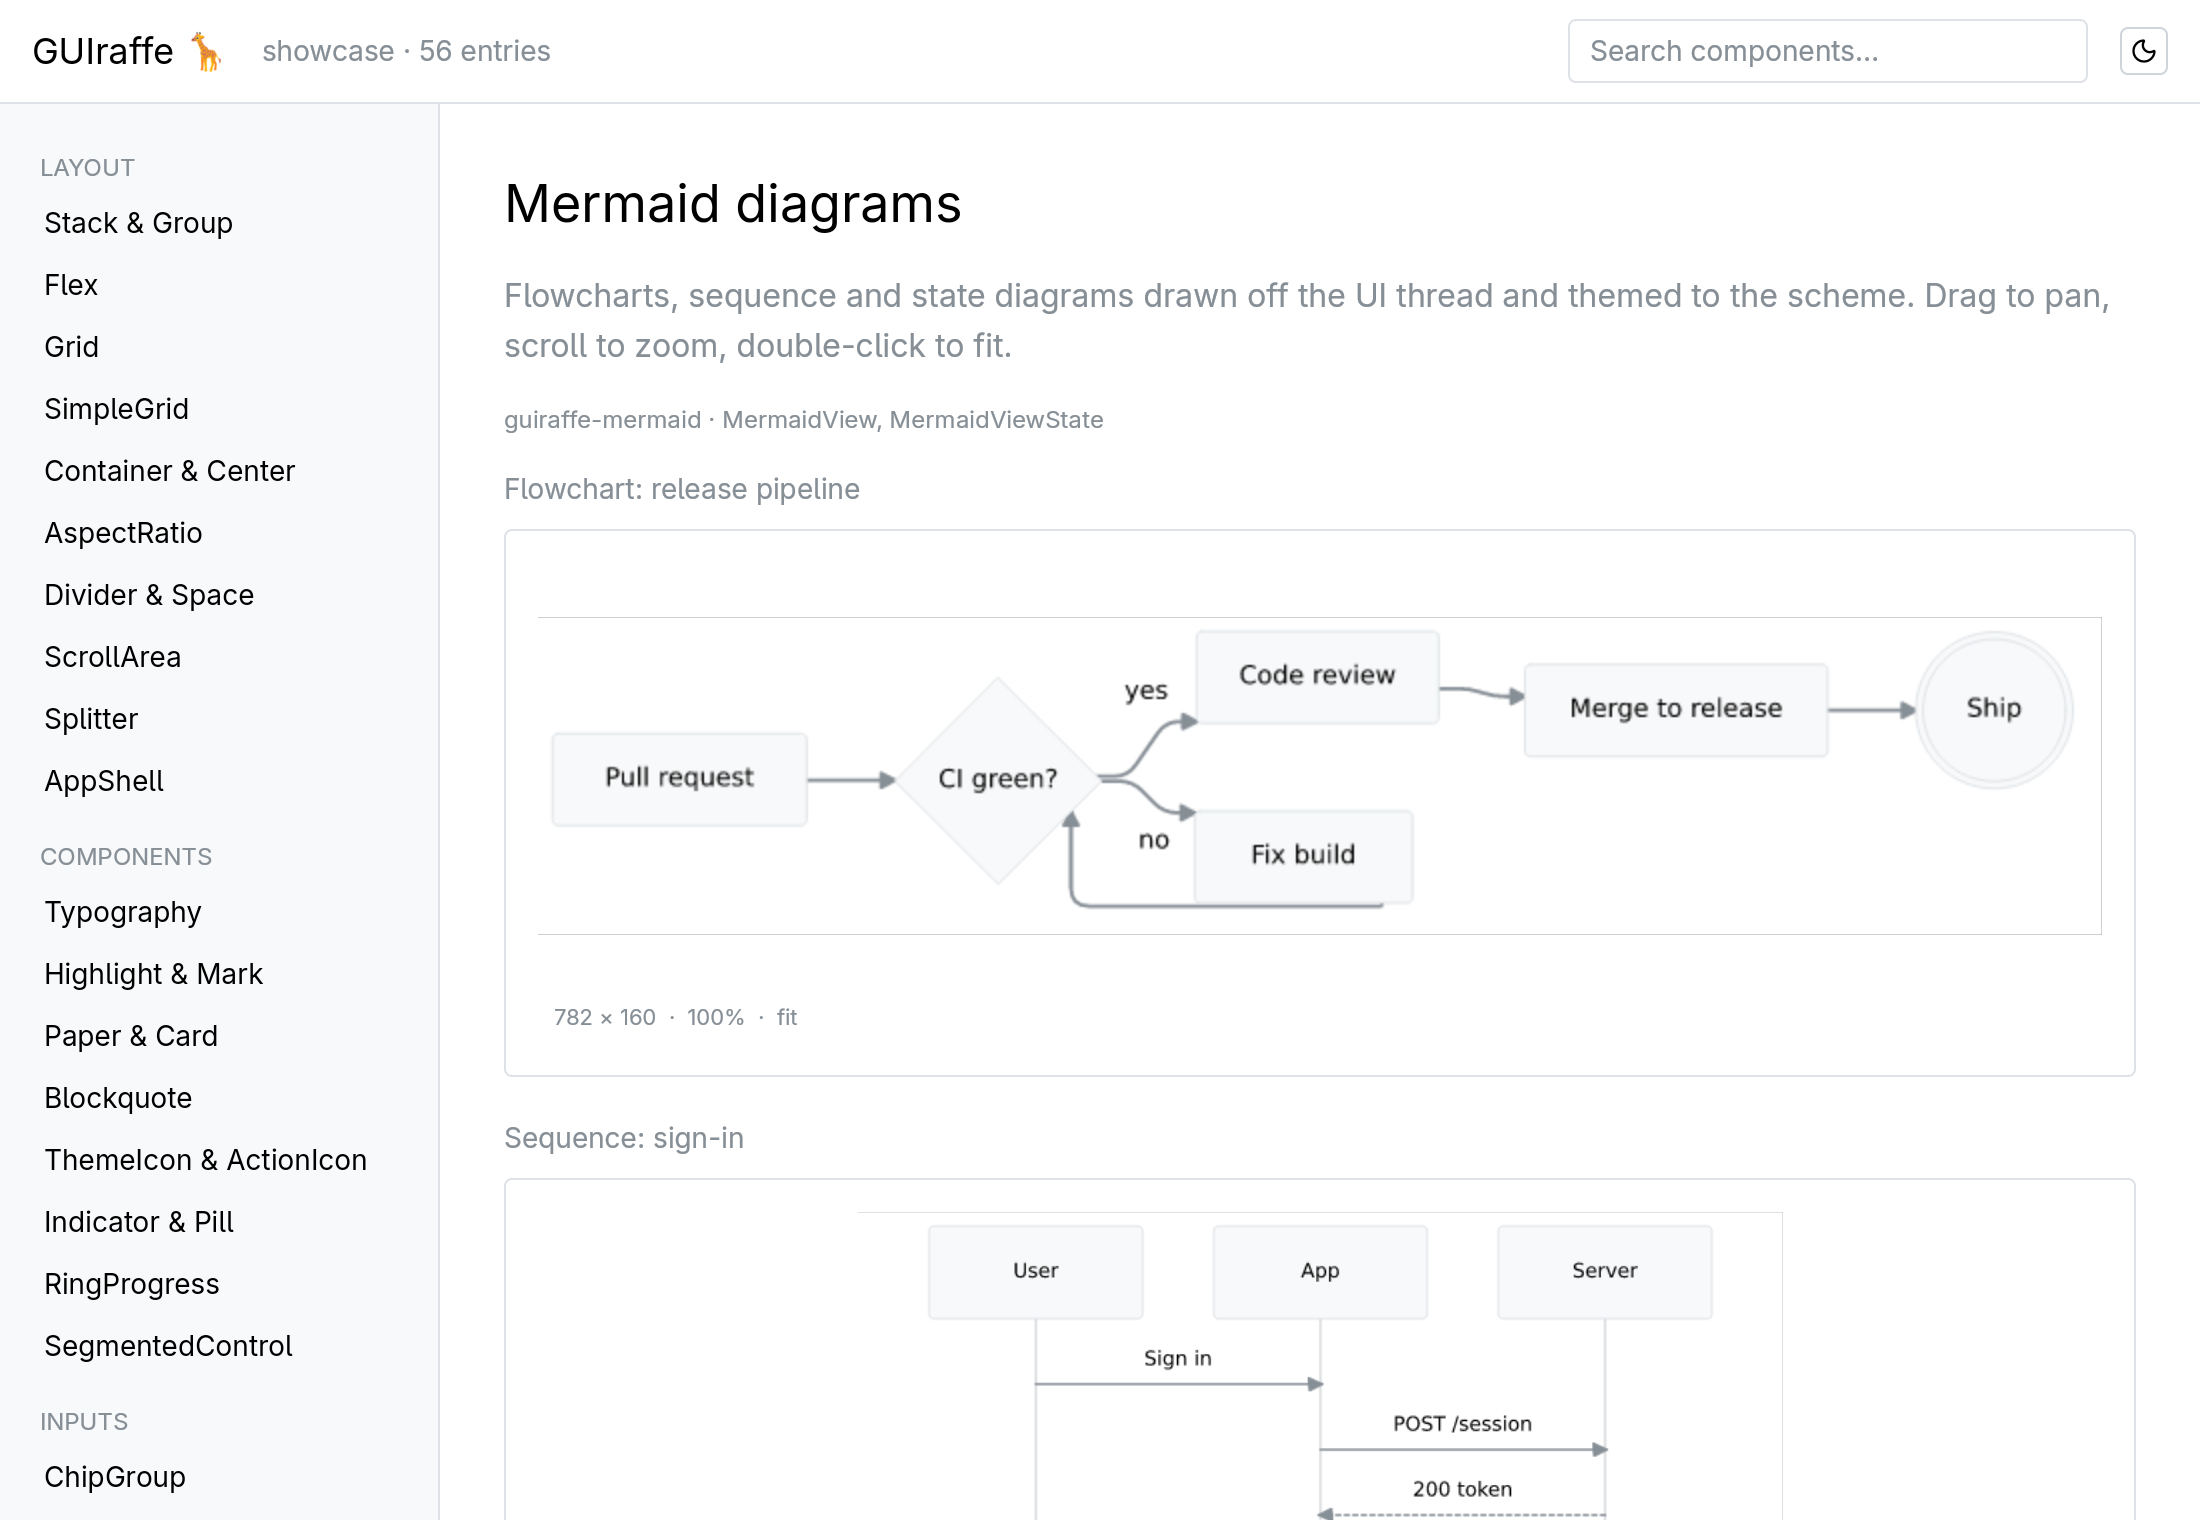 GUIraffe 🦒 showcase · 56 entries
Search components...
LAYOUT
Stack & Group
Flex
Grid
SimpleGrid
Container & Center
AspectRatio
Divider & Space
ScrollArea
Splitter
AppShell
COMPONENTS
Typography
Highlight & Mark
Paper & Card
Blockquote
ThemeIcon & ActionIcon
Indicator & Pill
RingProgress
SegmentedControl
INPUTS
ChipGroup
Mermaid diagrams
Flowcharts, sequence and state diagrams drawn off the UI thread and themed to the scheme. Drag to pan,
scroll to zoom, double-click to fit.
guiraffe-mermaid · MermaidView, MermaidViewState
Flowchart: release pipeline
Pull request
CI green?
yes
no
Code review
Fix build
Merge to release
Ship
782 × 160 · 100% · fit
Sequence: sign-in
User
App
Server
Sign in
POST /session
200 token